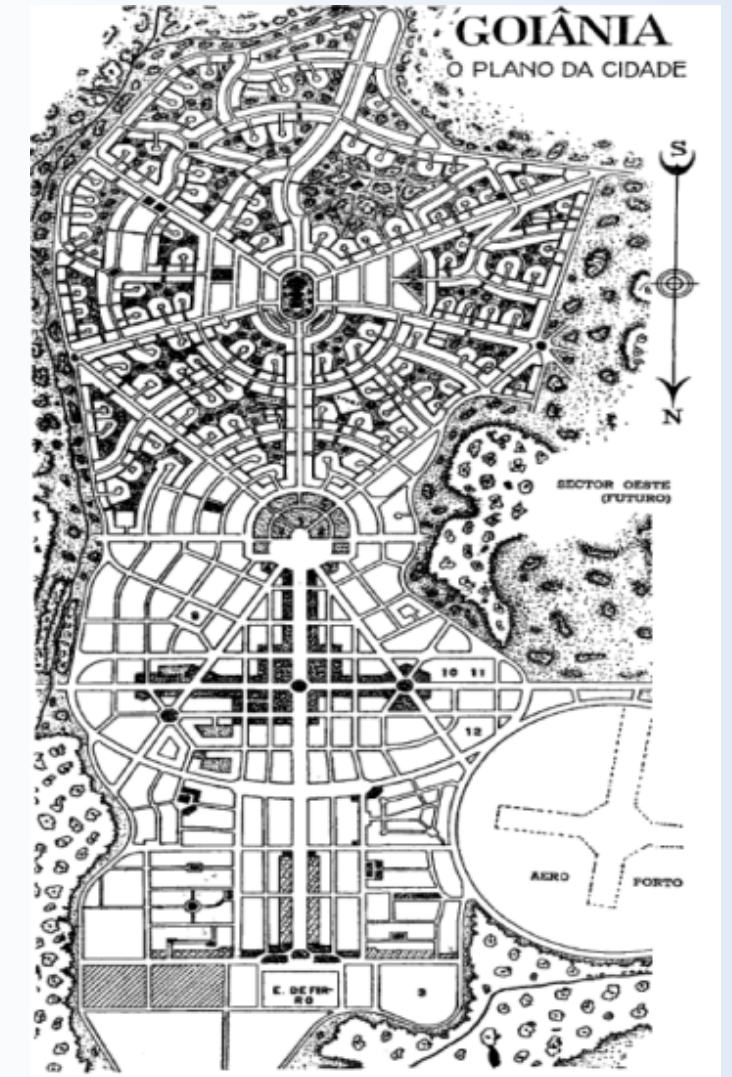 GOIÂNIA
O PLANO DA CIDADE
S
N
SECTOR OESTE
(FUTURO)
10 11
12
AERO PORTO
E. DE FER-
RO
3